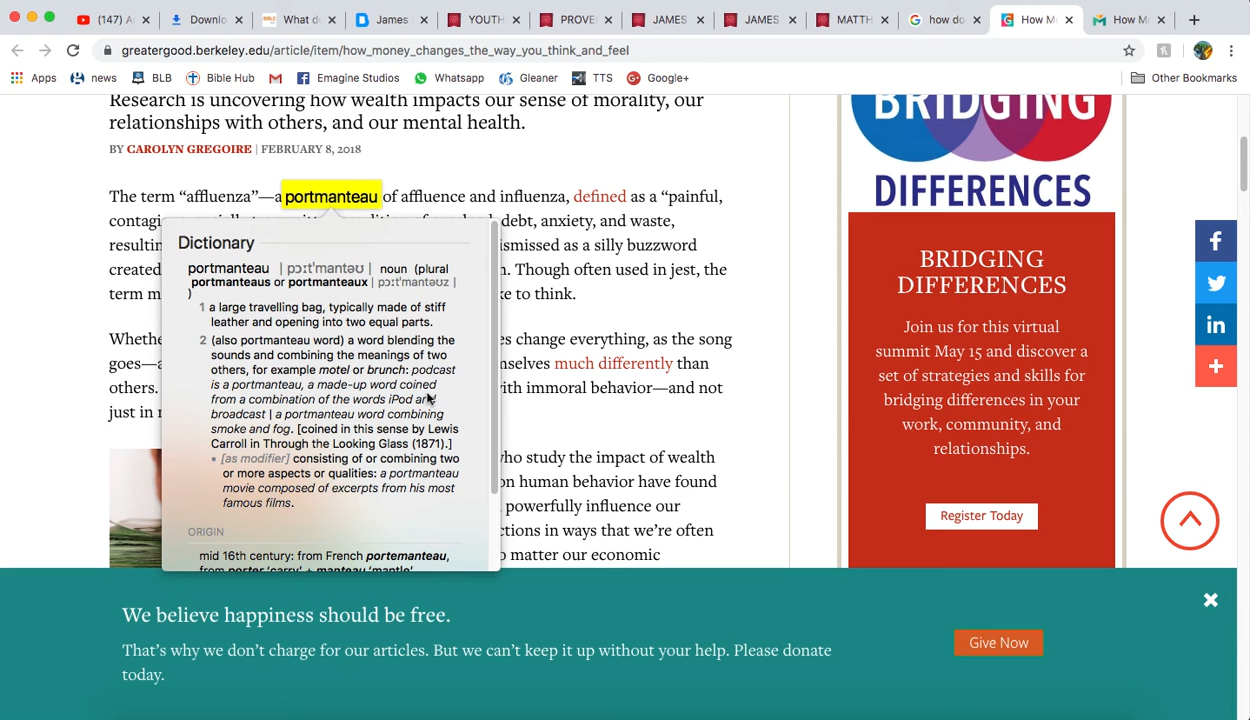 (147) A
Downlo
What d
James
YOUTH
PROVE
JAMES
JAMES
MATTH
how do
How M
How M
greatergood.berkeley.edu/article/item/how_money_changes_the_way_you_think_and_feel
Apps
news
BLB
Bible Hub
Emagine Studios
Whatsapp
Gleaner
TTS
Google+
Other Bookmarks
Research is uncovering how wealth impacts our sense of morality, our
relationships with others, and our mental health.
BY CAROLYN GREGOIRE | FEBRUARY 8, 2018
The term “affluenza”—a portmanteau of affluence and influenza, defined as a “painful,
contagi debt, anxiety, and waste,
resultin ismissed as a silly buzzword
created n. Though often used in jest, the
term m ke to think.
Whethe es change everything, as the song
goes—a mselves much differently than
others. with immoral behavior—and not
just in
who study the impact of wealth
on human behavior have found
powerfully influence our
ctions in ways that we’re often
o matter our economic
Dictionary
portmanteau | pɔːtˈmantəʊ | noun (plural
portmanteaus or portmanteaux | pɔːtˈmantəʊz |
)
1 a large travelling bag, typically made of stiff
leather and opening into two equal parts.
2 (also portmanteau word) a word blending the
sounds and combining the meanings of two
others, for example motel or brunch: podcast
is a portmanteau, a made-up word coined
from a combination of the words iPod and
broadcast | a portmanteau word combining
smoke and fog. [coined in this sense by Lewis
Carroll in Through the Looking Glass (1871).]
• [as modifier] consisting of or combining two
or more aspects or qualities: a portmanteau
movie composed of excerpts from his most
famous films.
ORIGIN
mid 16th century: from French portemanteau,
from porter ‘carry’ + manteau ‘mantle’
BRIDGING
DIFFERENCES
BRIDGING
DIFFERENCES
Join us for this virtual
summit May 15 and discover a
set of strategies and skills for
bridging differences in your
work, community, and
relationships.
Register Today
We believe happiness should be free.
That’s why we don’t charge for our articles. But we can’t keep it up without your help. Please donate
today.
Give Now